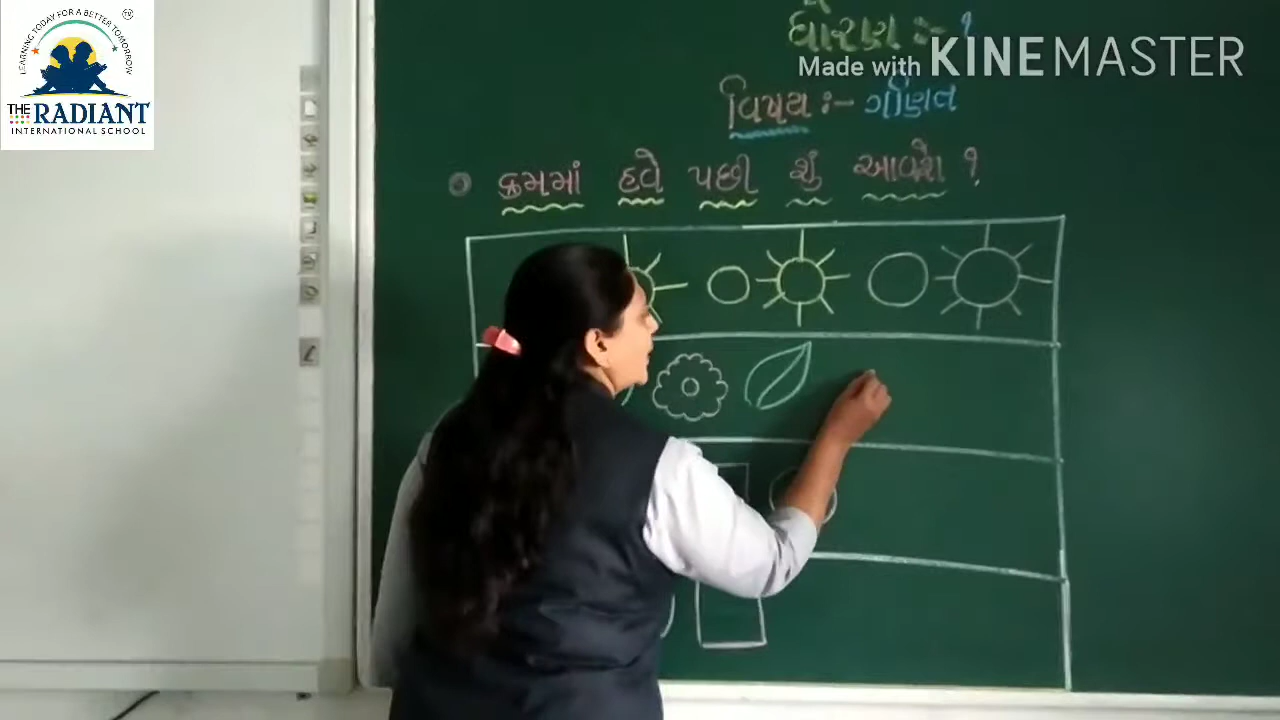 LEARNING TODAY FOR A BETTER TOMORROW
THE RADIANT
INTERNATIONAL SCHOOL
Made with KINEMASTER
ધોરણ :- ૧
વિષય :- ગણિત
ક્રમમાં હવે પછી શું આવશે ?